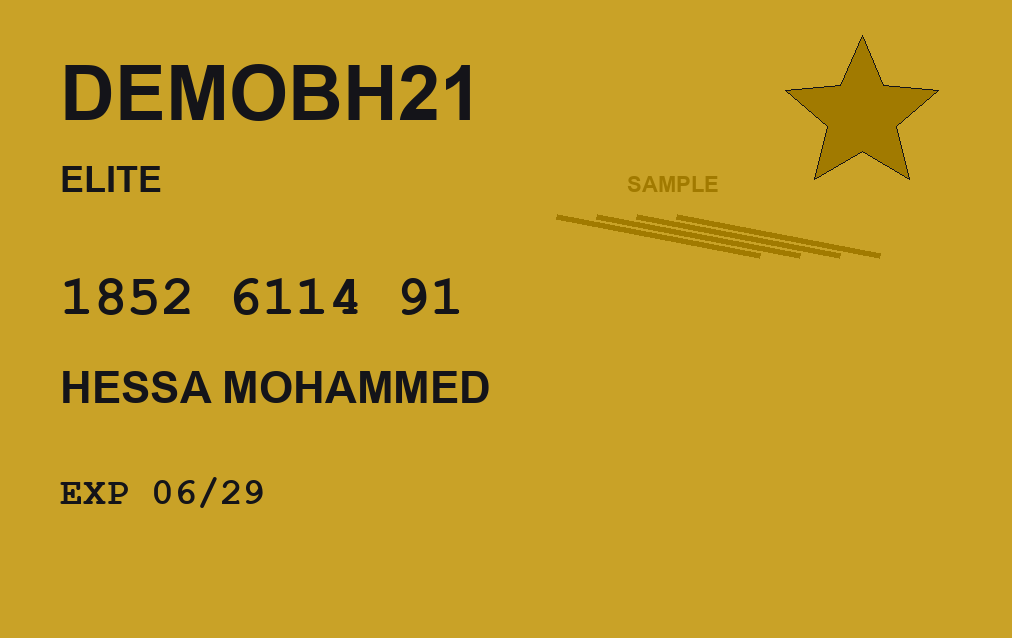 DEMOBH21
ELITE
SAMPLE
1852 6114 91
HESSA MOHAMMED
EXP 06/29